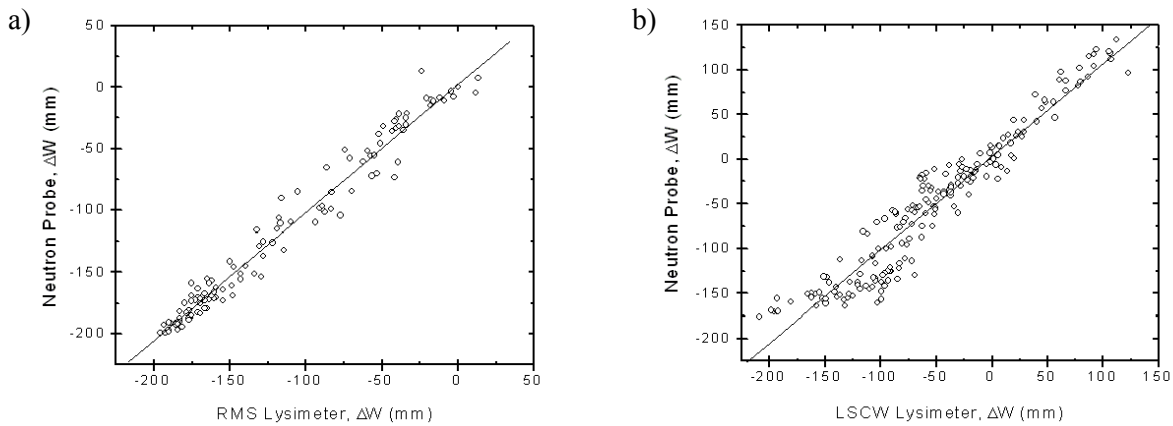 a)
50
0
-50
-100
-150
-200
Neutron Probe, ΔW (mm)
-200 -150 -100 -50 0 50
RMS Lysimeter, ΔW (mm)
b)
150
100
50
0
-50
-100
-150
-200
Neutron Probe, ΔW (mm)
-200 -150 -100 -50 0 50 100 150
LSCW Lysimeter, ΔW (mm)